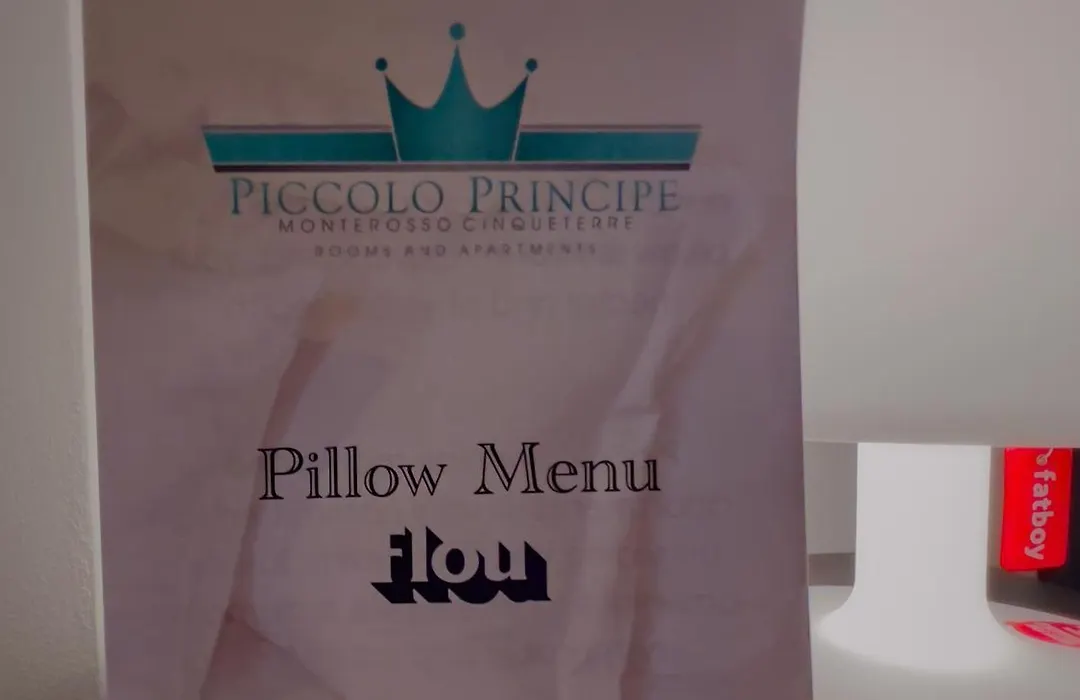 PICCOLO PRINCIPE
MONTEROSSO CINQUETERRE
ROOMS AND APARTMENTS
Pillow Menu
flou
fatboy